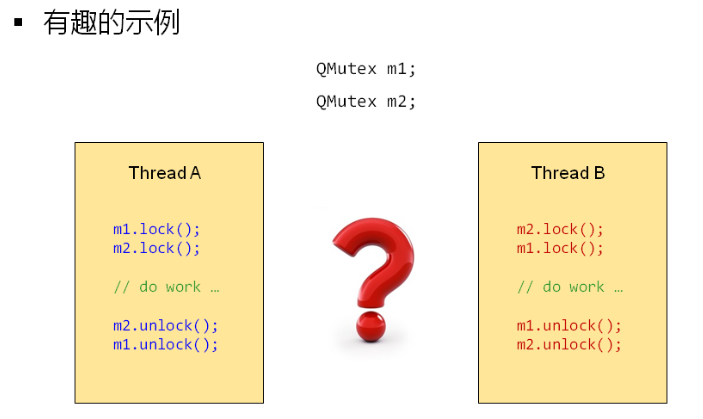 ▪ 有趣的示例
QMutex m1;
QMutex m2;
Thread A
m1.lock();
m2.lock();
// do work …
m2.unlock();
m1.unlock();
Thread B
m2.lock();
m1.lock();
// do work …
m1.unlock();
m2.unlock();